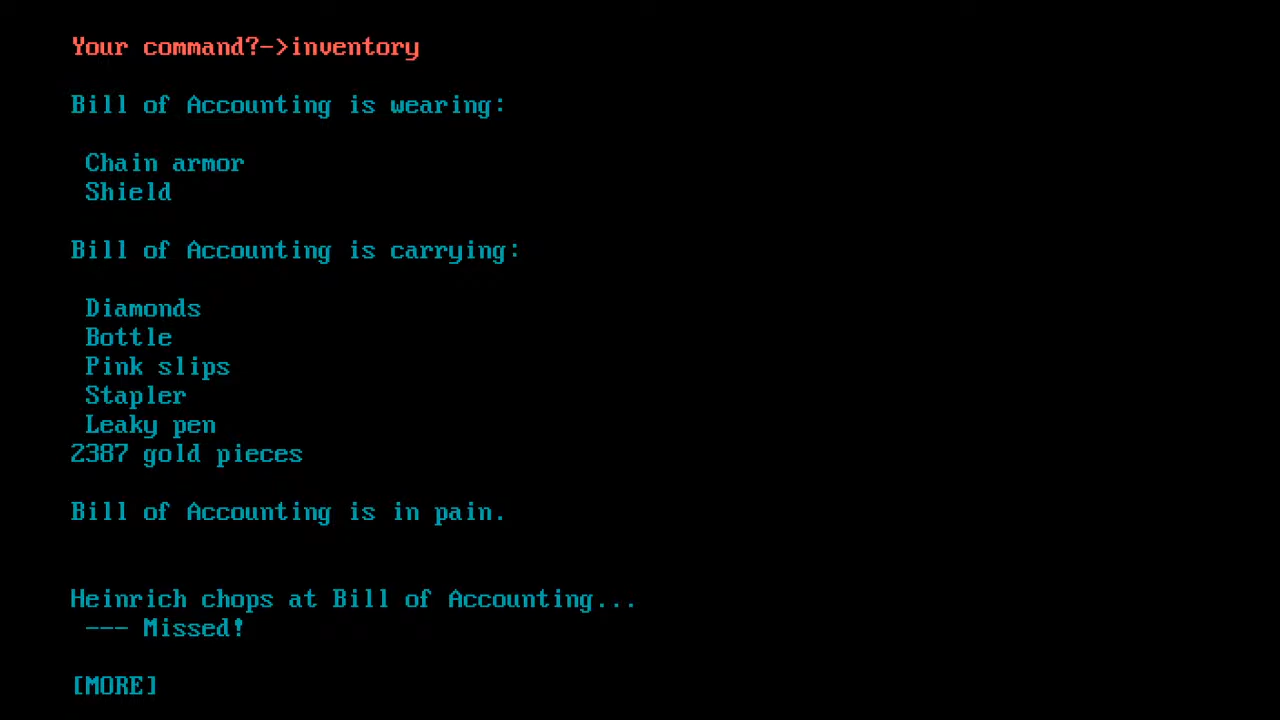 Your command?->inventory
Bill of Accounting is wearing:
Chain armor
Shield
Bill of Accounting is carrying:
Diamonds
Bottle
Pink slips
Stapler
Leaky pen
2387 gold pieces
Bill of Accounting is in pain.
Heinrich chops at Bill of Accounting...
--- Missed!
[MORE]